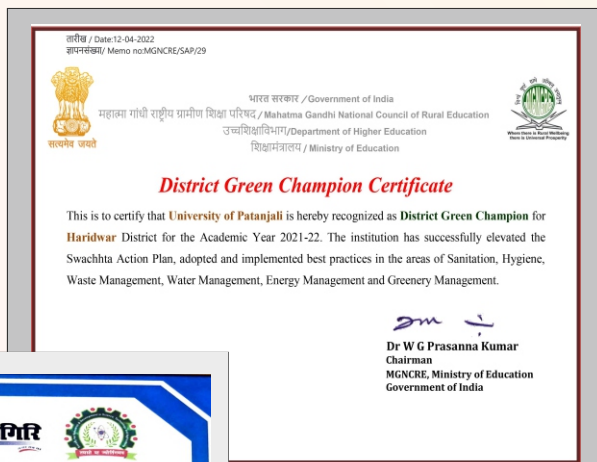 तारीख / Date:12-04-2022
ज्ञापनसंख्या/ Memo no:MGNCRE/SAP/29
भारत सरकार / Government of India
महात्मा गांधी राष्ट्रीय ग्रामीण शिक्षा परिषद / Mahatma Gandhi National Council of Rural Education
उच्चशिक्षाविभाग/Department of Higher Education
शिक्षामंत्रालय / Ministry of Education
सत्यमेव जयते
Where there is Rural Wellbeing
there is Universal Prosperity
District Green Champion Certificate
This is to certify that University of Patanjali is hereby recognized as District Green Champion for
Haridwar District for the Academic Year 2021-22. The institution has successfully elevated the
Swachhta Action Plan, adopted and implemented best practices in the areas of Sanitation, Hygiene,
Waste Management, Water Management, Energy Management and Greenery Management.
Dr W G Prasanna Kumar
Chairman
MGNCRE, Ministry of Education
Government of India
गिरि